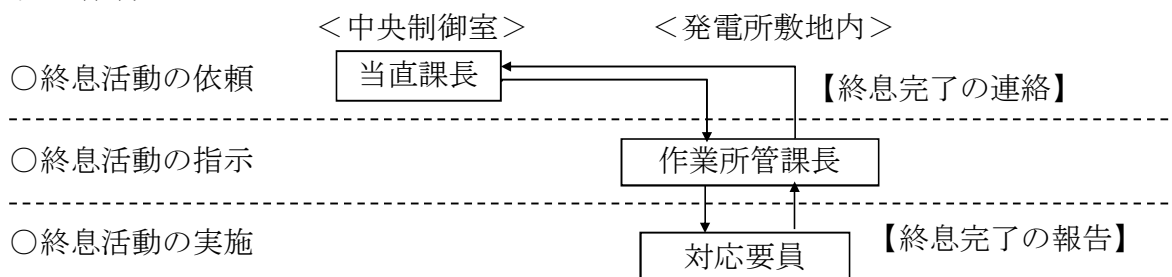 ＜中央制御室＞ ＜発電所敷地内＞
○終息活動の依頼 当直課長 【終息完了の連絡】
○終息活動の指示 作業所管課長
○終息活動の実施 対応要員 【終息完了の報告】